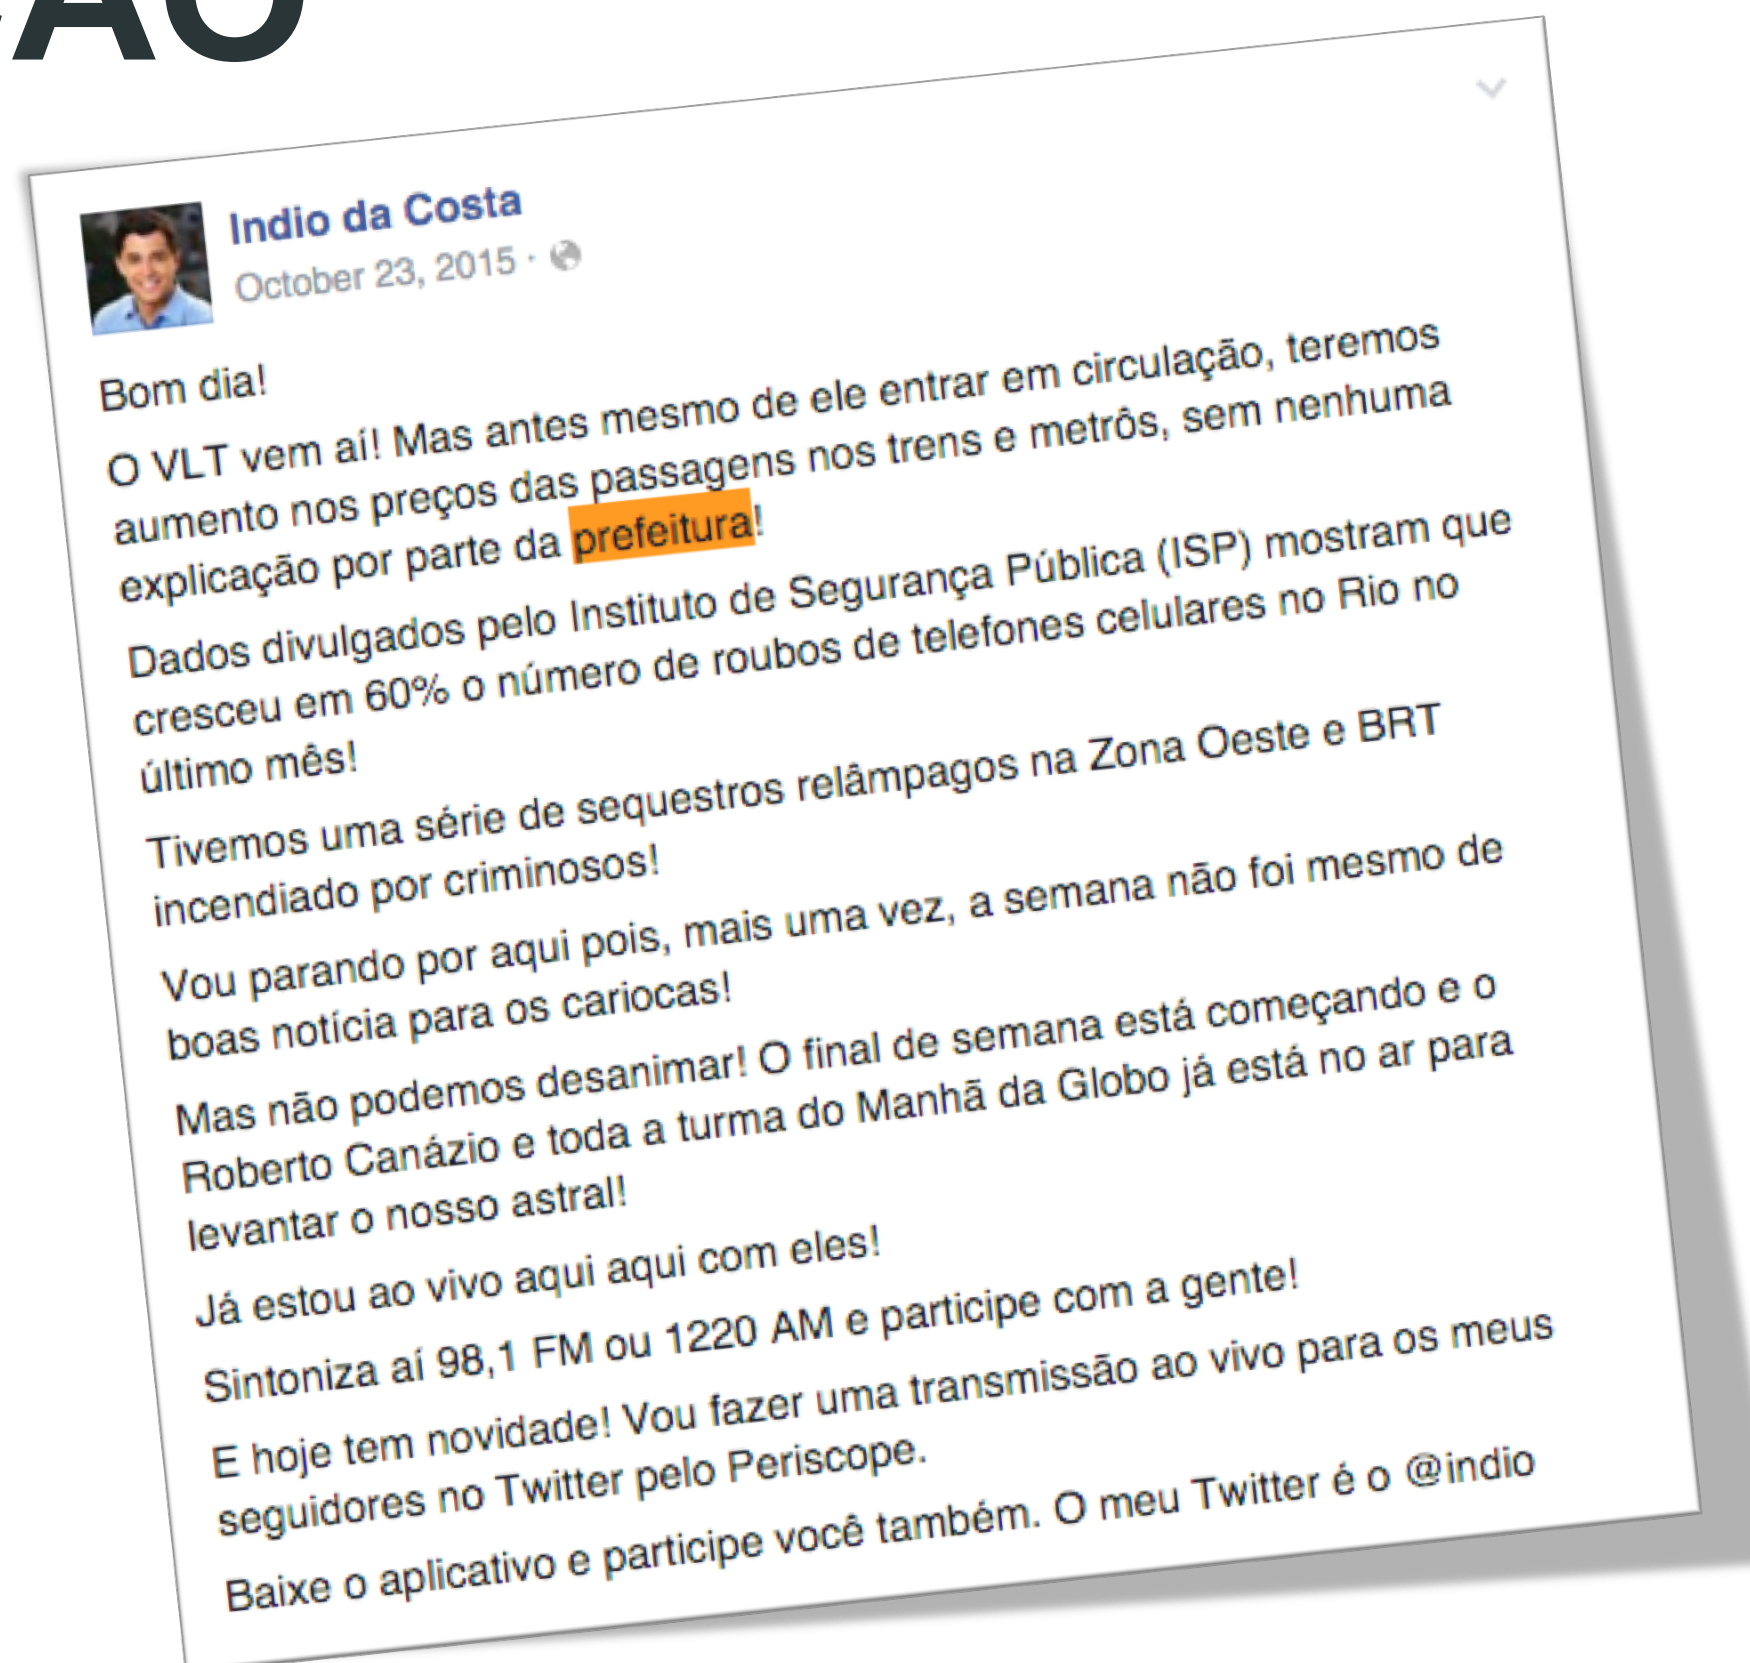 ÇÃO
Indio da Costa
October 23, 2015 ·
Bom dia!
O VLT vem aí! Mas antes mesmo de ele entrar em circulação, teremos
aumento nos preços das passagens nos trens e metrôs, sem nenhuma
explicação por parte da prefeitura!
Dados divulgados pelo Instituto de Segurança Pública (ISP) mostram que
cresceu em 60% o número de roubos de telefones celulares no Rio no
último mês!
Tivemos uma série de sequestros relâmpagos na Zona Oeste e BRT
incendiado por criminosos!
Vou parando por aqui pois, mais uma vez, a semana não foi mesmo de
boas notícia para os cariocas!
Mas não podemos desanimar! O final de semana está começando e o
Roberto Canázio e toda a turma do Manhã da Globo já está no ar para
levantar o nosso astral!
Já estou ao vivo aqui aqui com eles!
Sintoniza aí 98,1 FM ou 1220 AM e participe com a gente!
E hoje tem novidade! Vou fazer uma transmissão ao vivo para os meus
seguidores no Twitter pelo Periscope.
Baixe o aplicativo e participe você também. O meu Twitter é o @indio